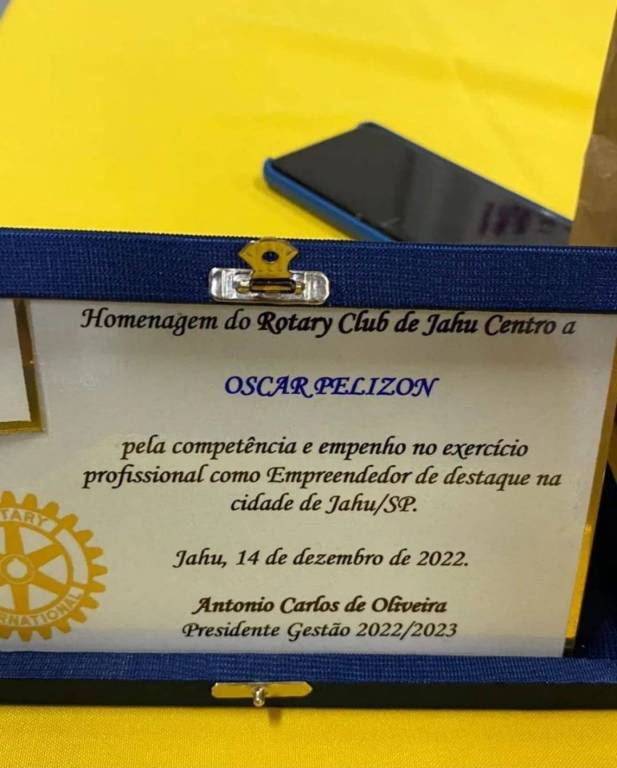 Homenagem do Rotary Club de Jahu Centro a
OSCAR PELIZON
pela competência e empenho no exercício
profissional como Empreendedor de destaque na
cidade de Jahu/SP.
Jahu, 14 de dezembro de 2022.
Antonio Carlos de Oliveira
Presidente Gestão 2022/2023
TARY
ERNATIONAL